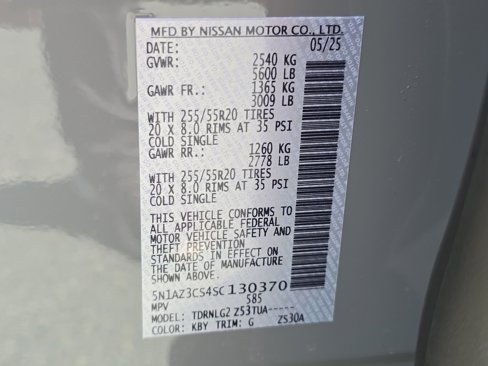 MFD BY NISSAN MOTOR CO., LTD.
DATE: 05/25
GVWR: 2540 KG
5600 LB
GAWR FR.: 1365 KG
3009 LB
WITH 255/55R20 TIRES
20 X 8.0 RIMS AT 35 PSI
COLD SINGLE
GAWR RR.: 1260 KG
2778 LB
WITH 255/55R20 TIRES
20 X 8.0 RIMS AT 35 PSI
COLD SINGLE
THIS VEHICLE CONFORMS TO
ALL APPLICABLE FEDERAL
MOTOR VEHICLE SAFETY AND
THEFT PREVENTION
STANDARDS IN EFFECT ON
THE DATE OF MANUFACTURE
SHOWN ABOVE.
5N1AZ3CS4SC130370
MPV 585
MODEL: TDRNLG2 Z53TUA-----
COLOR: KBY TRIM: G ZS30A